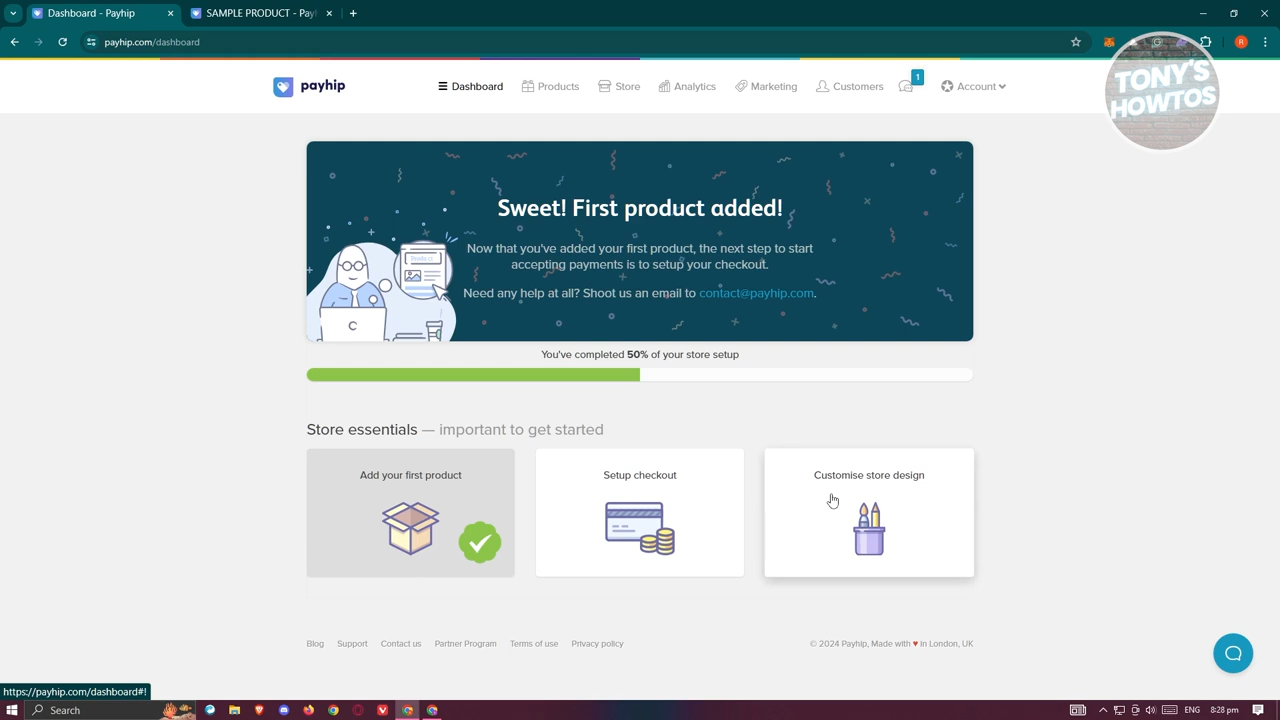 Dashboard - Payhip
SAMPLE PRODUCT - Pay
payhip.com/dashboard
R
TONY'S
HOWTOS
payhip
Dashboard
Products
Store
Analytics
Marketing
Customers
1
Account
Sweet! First product added!
Now that you've added your first product, the next step to start
accepting payments is to setup your checkout.
Need any help at all? Shoot us an email to contact@payhip.com.
Product
You've completed 50% of your store setup
Store essentials — important to get started
Add your first product
Setup checkout
Customise store design
Blog
Support
Contact us
Partner Program
Terms of use
Privacy policy
© 2024 Payhip, Made with ♥ in London, UK
https://payhip.com/dashboard#!
Search
ENG
8:28 pm